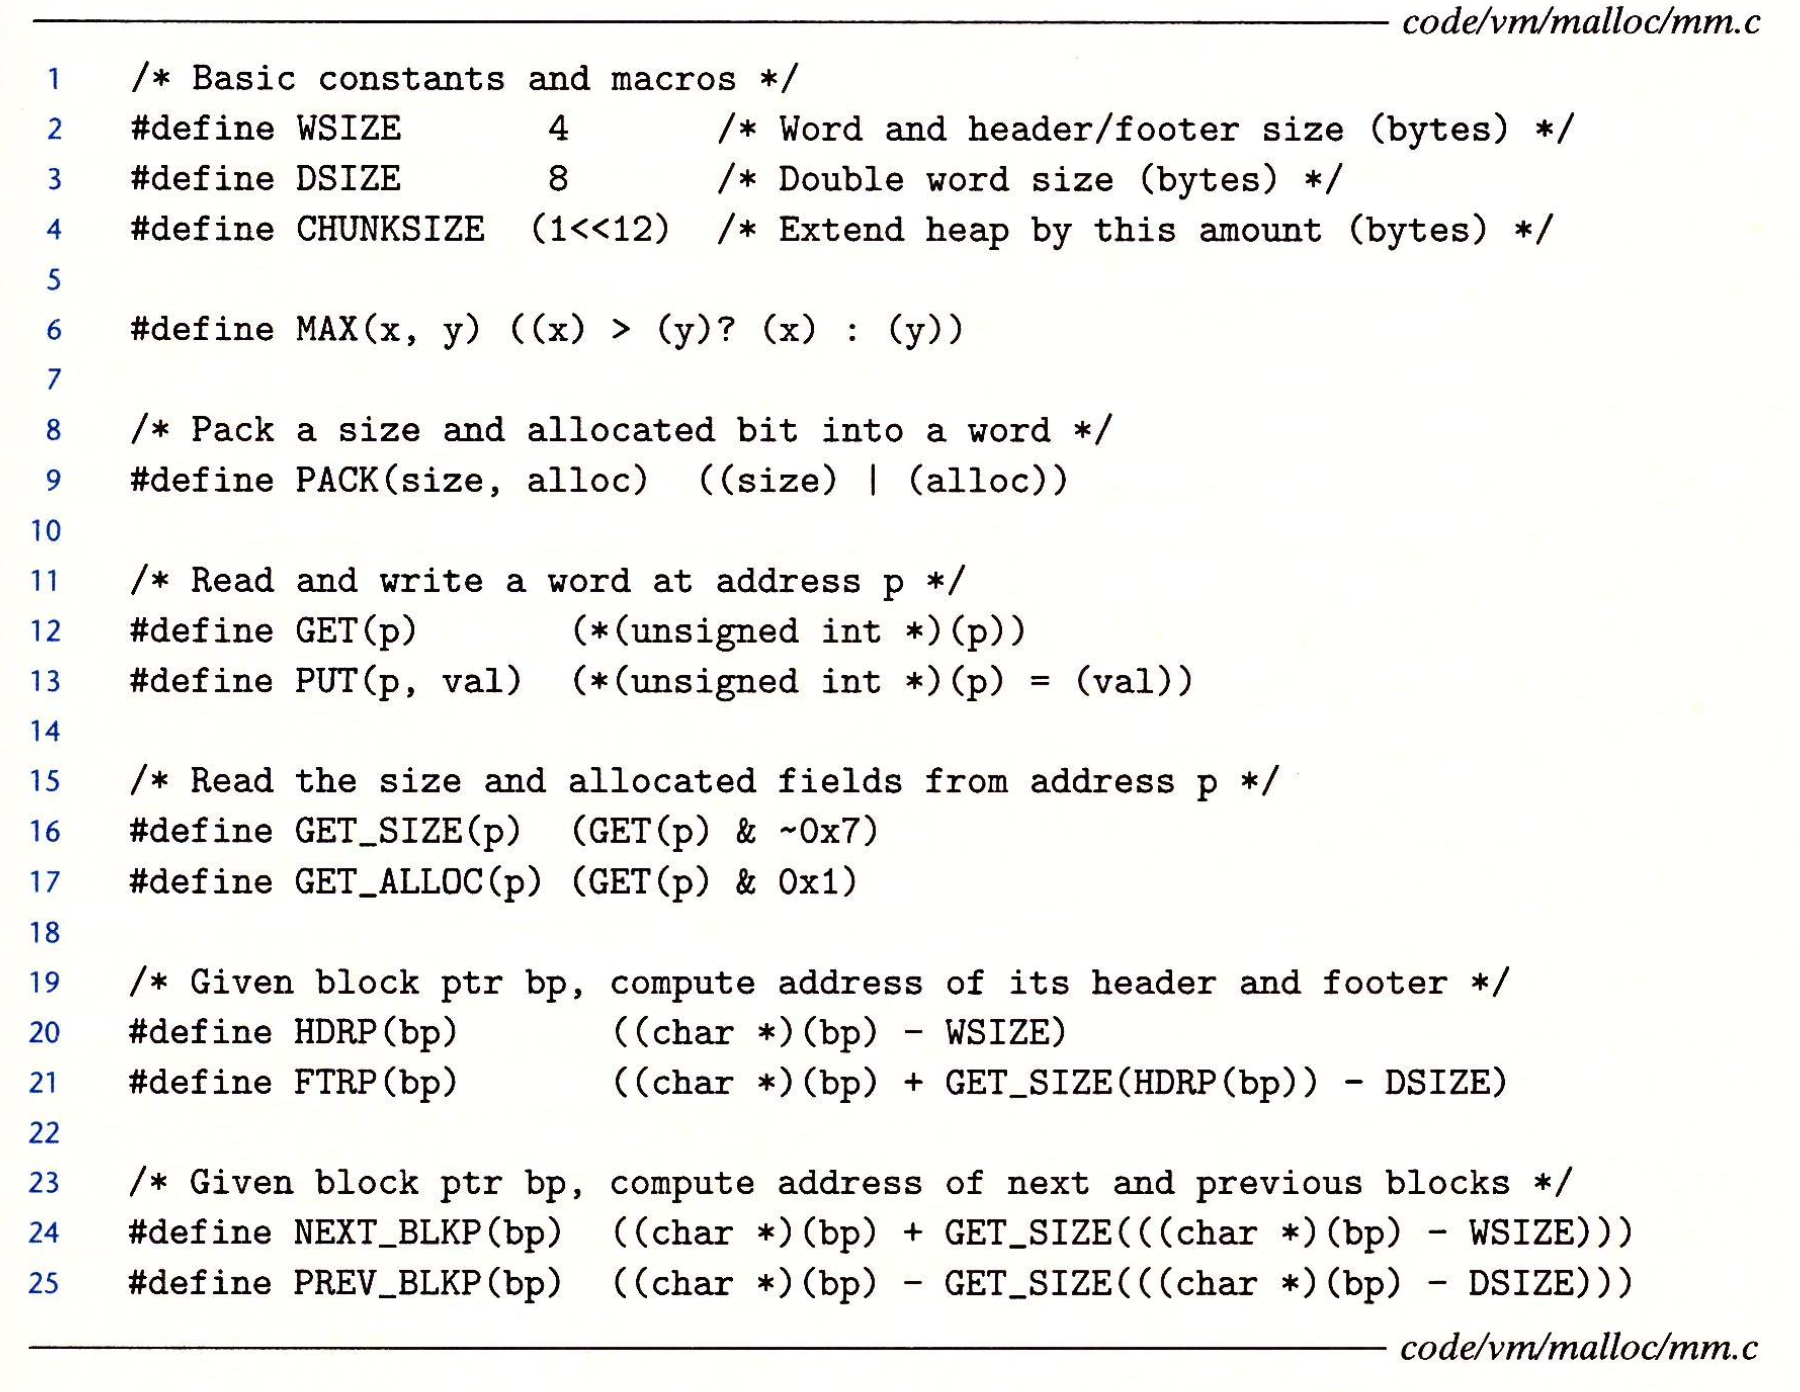 code/vm/malloc/mm.c
1 /* Basic constants and macros */
2 #define WSIZE       4       /* Word and header/footer size (bytes) */
3 #define DSIZE       8       /* Double word size (bytes) */
4 #define CHUNKSIZE  (1<<12)  /* Extend heap by this amount (bytes) */
5
6 #define MAX(x, y) ((x) > (y)? (x) : (y))
7
8 /* Pack a size and allocated bit into a word */
9 #define PACK(size, alloc)  ((size) | (alloc))
10
11 /* Read and write a word at address p */
12 #define GET(p)       (*(unsigned int *)(p))
13 #define PUT(p, val)  (*(unsigned int *)(p) = (val))
14
15 /* Read the size and allocated fields from address p */
16 #define GET_SIZE(p)  (GET(p) & ~0x7)
17 #define GET_ALLOC(p) (GET(p) & 0x1)
18
19 /* Given block ptr bp, compute address of its header and footer */
20 #define HDRP(bp)       ((char *)(bp) - WSIZE)
21 #define FTRP(bp)       ((char *)(bp) + GET_SIZE(HDRP(bp)) - DSIZE)
22
23 /* Given block ptr bp, compute address of next and previous blocks */
24 #define NEXT_BLKP(bp)  ((char *)(bp) + GET_SIZE(((char *)(bp) - WSIZE)))
25 #define PREV_BLKP(bp)  ((char *)(bp) - GET_SIZE(((char *)(bp) - DSIZE)))
code/vm/malloc/mm.c